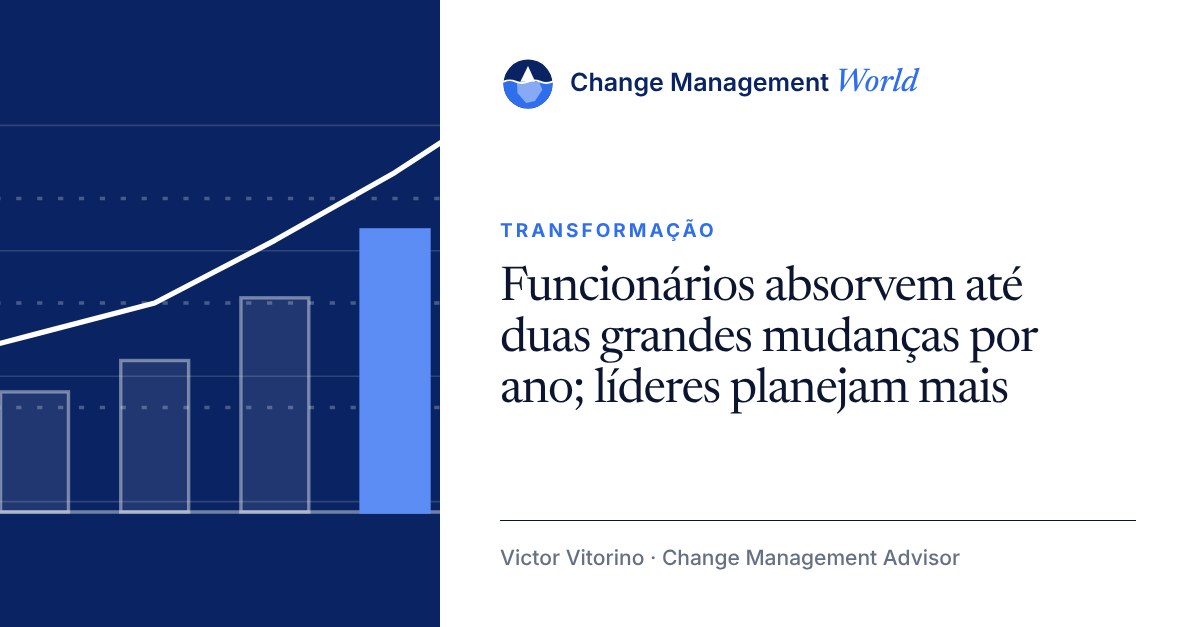 Change Management World
TRANSFORMAÇÃO
Funcionários absorvem até
duas grandes mudanças por
ano; líderes planejam mais
Victor Vitorino · Change Management Advisor